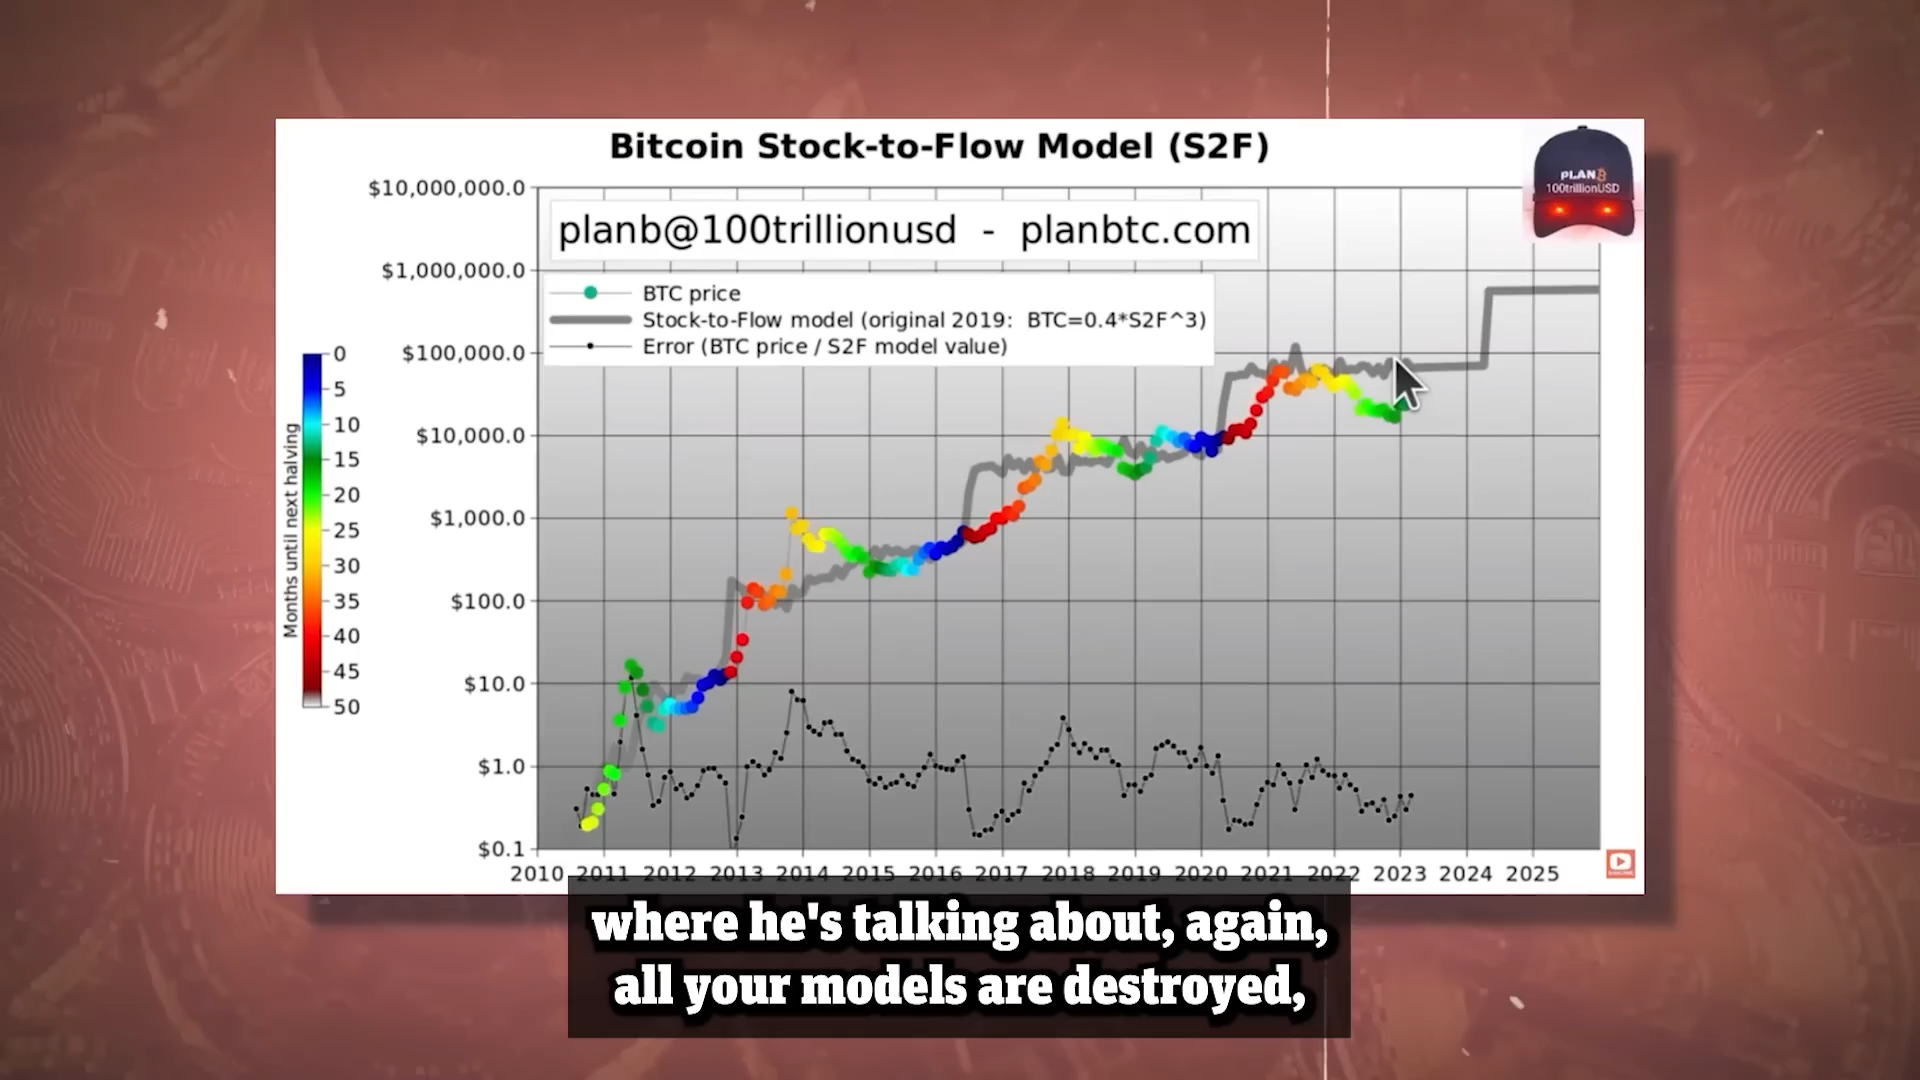 Bitcoin Stock-to-Flow Model (S2F)
PLAN₿
100trillionUSD
planb@100trillionusd - planbtc.com
BTC price
Stock-to-Flow model (original 2019: BTC=0.4*S2F^3)
Error (BTC price / S2F model value)
$10,000,000.0
$1,000,000.0
$100,000.0
$10,000.0
$1,000.0
$100.0
$10.0
$1.0
$0.1
Months until next halving
0
5
10
15
20
25
30
35
40
45
50
2010 2011 2012 2013 2014 2015 2016 2017 2018 2019 2020 2021 2022 2023 2024 2025
where he's talking about, again,
all your models are destroyed,